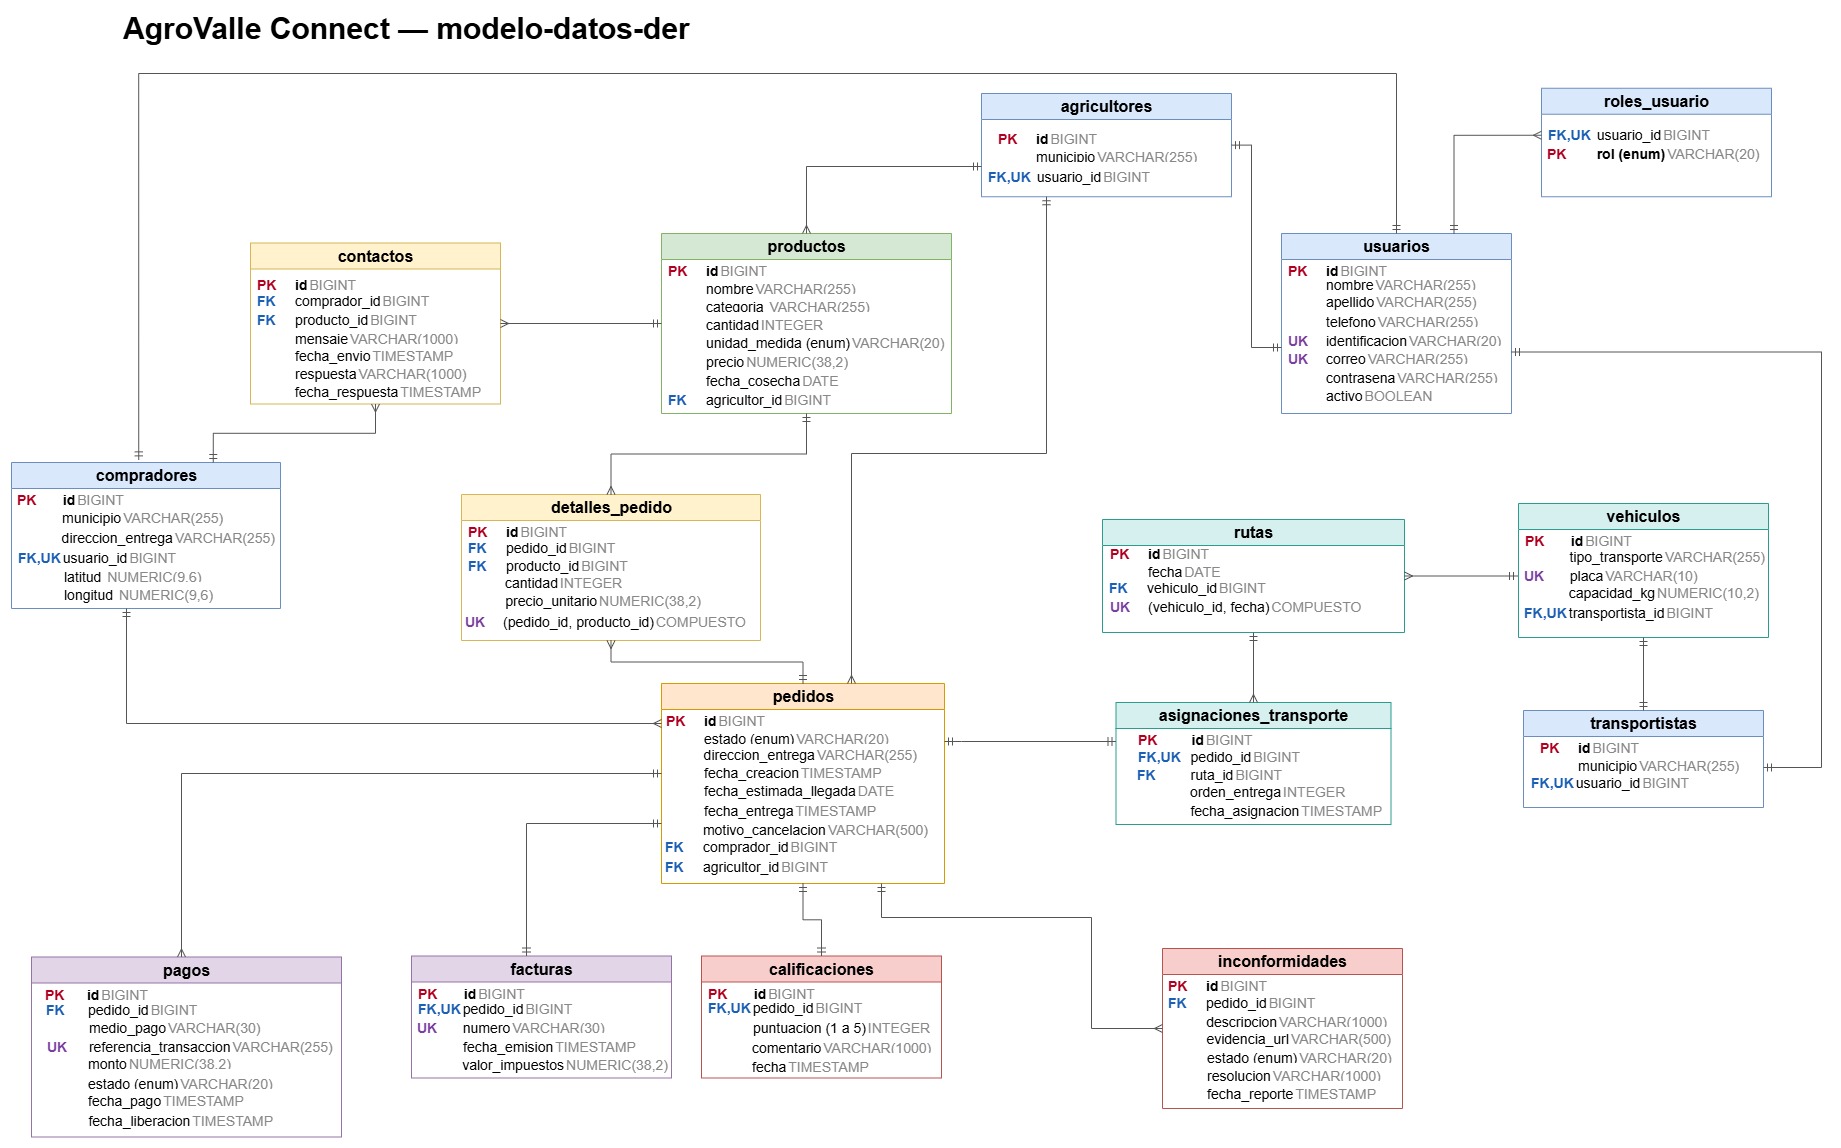 AgroValle Connect — modelo-datos-der
agricultores
PK id BIGINT
municipio VARCHAR(255)
FK,UK usuario_id BIGINT
roles_usuario
FK,UK usuario_id BIGINT
PK rol (enum) VARCHAR(20)
contactos
PK id BIGINT
FK comprador_id BIGINT
FK producto_id BIGINT
mensaje VARCHAR(1000)
fecha_envio TIMESTAMP
respuesta VARCHAR(1000)
fecha_respuesta TIMESTAMP
productos
PK id BIGINT
nombre VARCHAR(255)
categoria VARCHAR(255)
cantidad INTEGER
unidad_medida (enum) VARCHAR(20)
precio NUMERIC(38,2)
fecha_cosecha DATE
FK agricultor_id BIGINT
usuarios
PK id BIGINT
nombre VARCHAR(255)
apellido VARCHAR(255)
telefono VARCHAR(255)
UK identificacion VARCHAR(20)
UK correo VARCHAR(255)
contrasena VARCHAR(255)
activo BOOLEAN
compradores
PK id BIGINT
municipio VARCHAR(255)
direccion_entrega VARCHAR(255)
FK,UK usuario_id BIGINT
latitud NUMERIC(9.6)
longitud NUMERIC(9,6)
detalles_pedido
PK id BIGINT
FK pedido_id BIGINT
FK producto_id BIGINT
cantidad INTEGER
precio_unitario NUMERIC(38,2)
UK (pedido_id, producto_id) COMPUESTO
rutas
PK id BIGINT
fecha DATE
FK vehiculo_id BIGINT
UK (vehiculo_id, fecha) COMPUESTO
vehiculos
PK id BIGINT
tipo_transporte VARCHAR(255)
UK placa VARCHAR(10)
capacidad_kg NUMERIC(10,2)
FK,UK transportista_id BIGINT
pedidos
PK id BIGINT
estado (enum) VARCHAR(20)
direccion_entrega VARCHAR(255)
fecha_creacion TIMESTAMP
fecha_estimada_llegada DATE
fecha_entrega TIMESTAMP
motivo_cancelacion VARCHAR(500)
FK comprador_id BIGINT
FK agricultor_id BIGINT
asignaciones_transporte
PK id BIGINT
FK,UK pedido_id BIGINT
FK ruta_id BIGINT
orden_entrega INTEGER
fecha_asignacion TIMESTAMP
transportistas
PK id BIGINT
municipio VARCHAR(255)
FK,UK usuario_id BIGINT
pagos
PK id BIGINT
FK pedido_id BIGINT
medio_pago VARCHAR(30)
UK referencia_transaccion VARCHAR(255)
monto NUMERIC(38.2)
estado (enum) VARCHAR(20)
fecha_pago TIMESTAMP
fecha_liberacion TIMESTAMP
facturas
PK id BIGINT
FK,UK pedido_id BIGINT
UK numero VARCHAR(30)
fecha_emision TIMESTAMP
valor_impuestos NUMERIC(38,2)
calificaciones
PK id BIGINT
FK,UK pedido_id BIGINT
puntuacion (1 a 5) INTEGER
comentario VARCHAR(1000)
fecha TIMESTAMP
inconformidades
PK id BIGINT
FK pedido_id BIGINT
descripcion VARCHAR(1000)
evidencia_url VARCHAR(500)
estado (enum) VARCHAR(20)
resolucion VARCHAR(1000)
fecha_reporte TIMESTAMP